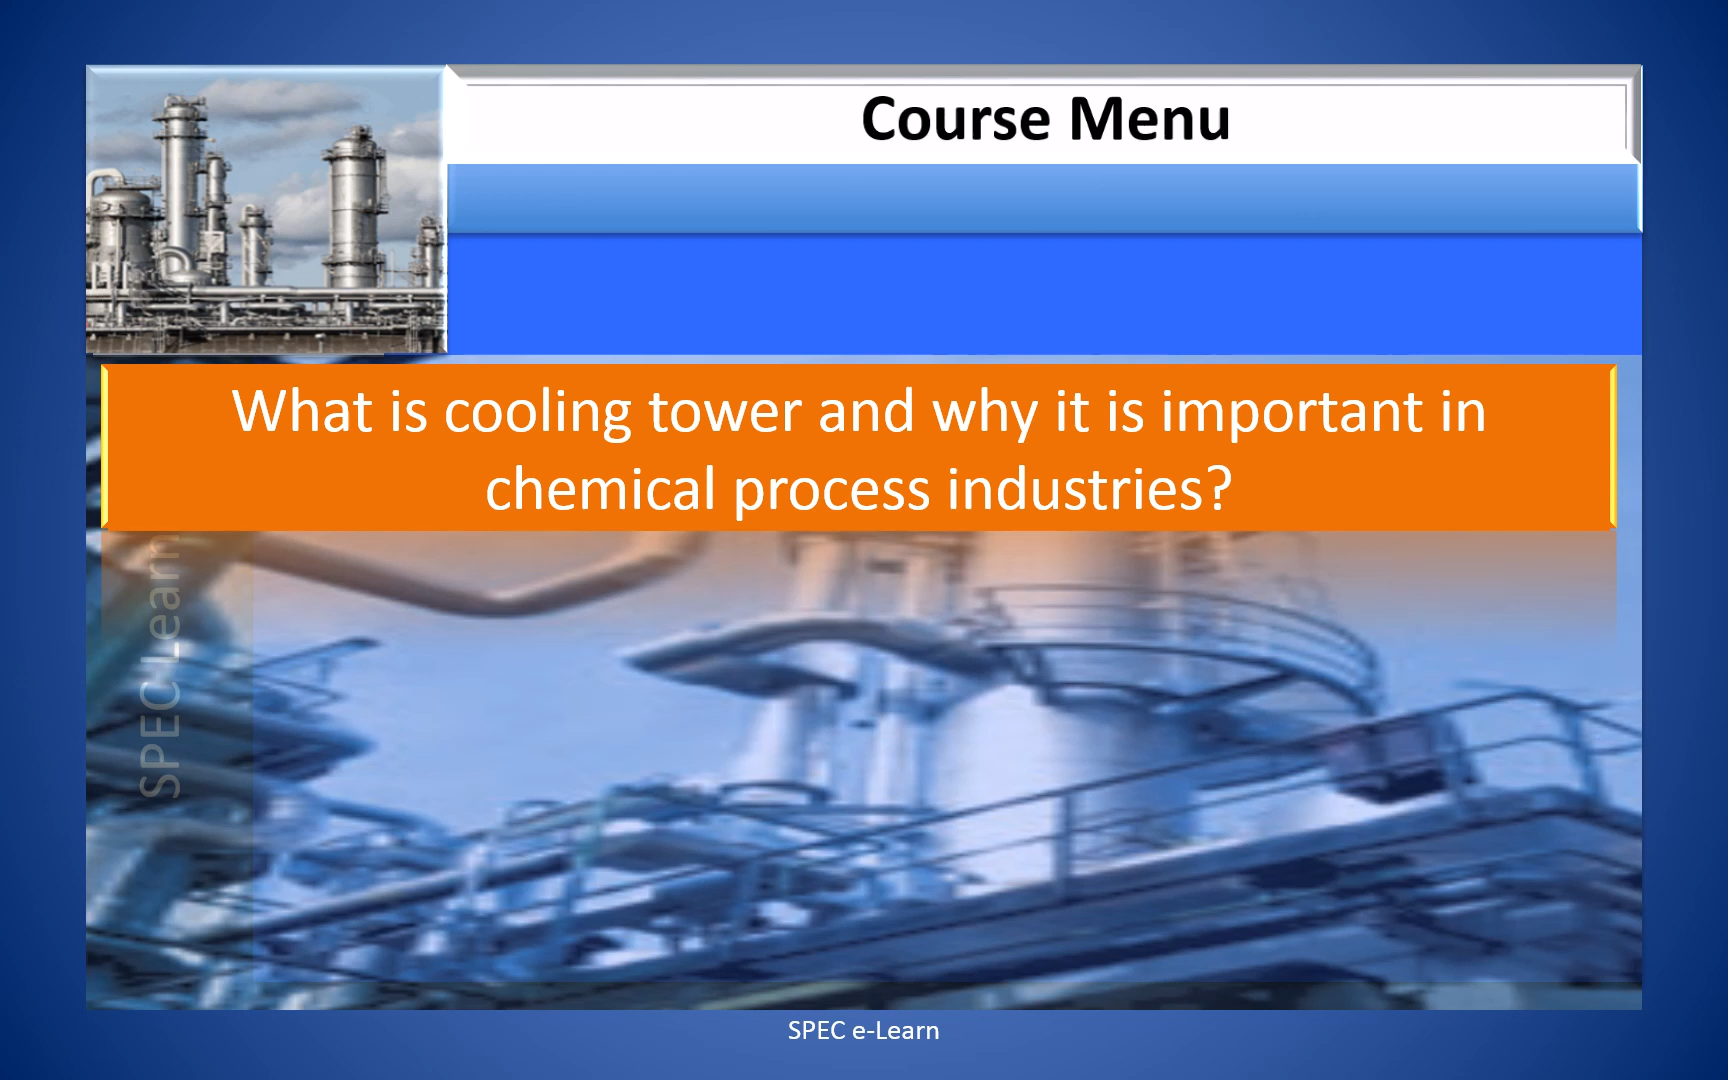 Course Menu
What is cooling tower and why it is important in
chemical process industries?
SPEC Learn
SPEC e-Learn